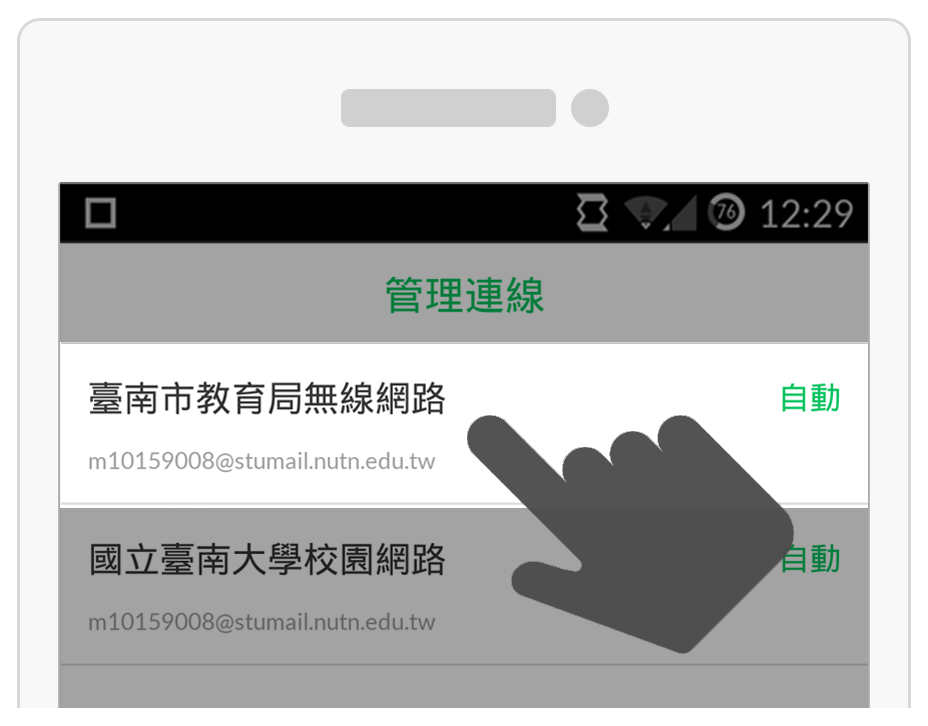 76 12:29
管理連線
臺南市教育局無線網路 自動
m10159008@stumail.nutn.edu.tw
國立臺南大學校園網路 自動
m10159008@stumail.nutn.edu.tw